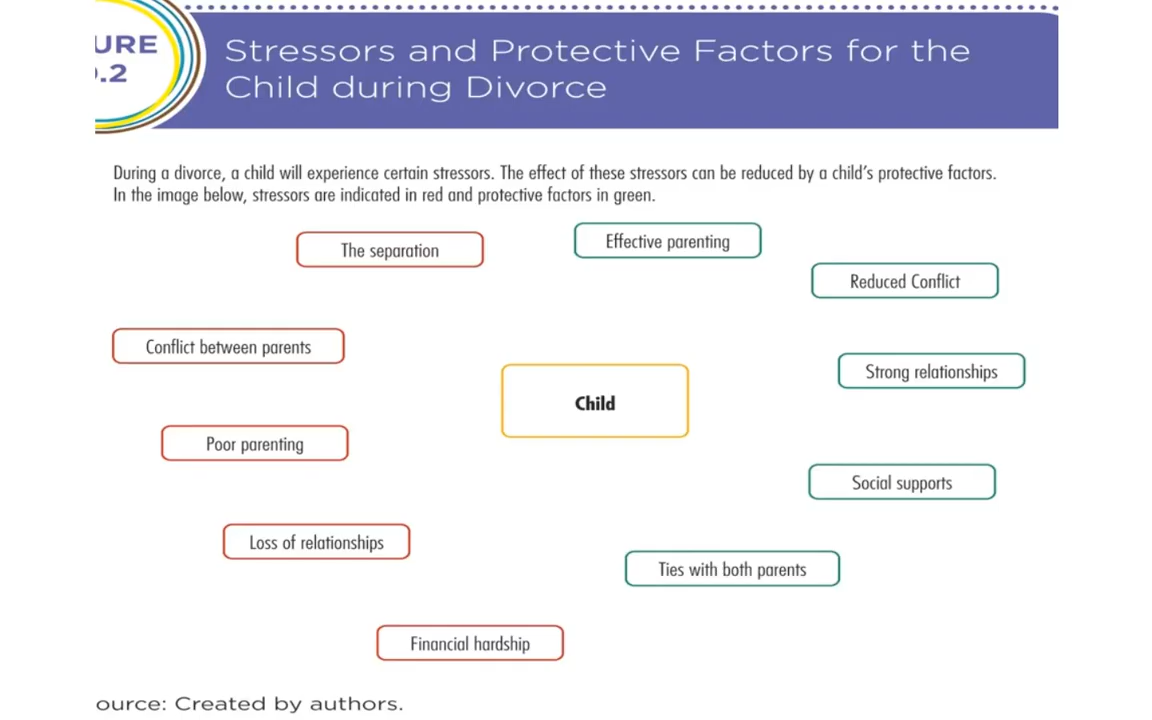 URE
.2
Stressors and Protective Factors for the
Child during Divorce
During a divorce, a child will experience certain stressors. The effect of these stressors can be reduced by a child's protective factors.
In the image below, stressors are indicated in red and protective factors in green.
The separation
Effective parenting
Reduced Conflict
Conflict between parents
Strong relationships
Child
Poor parenting
Social supports
Loss of relationships
Ties with both parents
Financial hardship
ource: Created by authors.